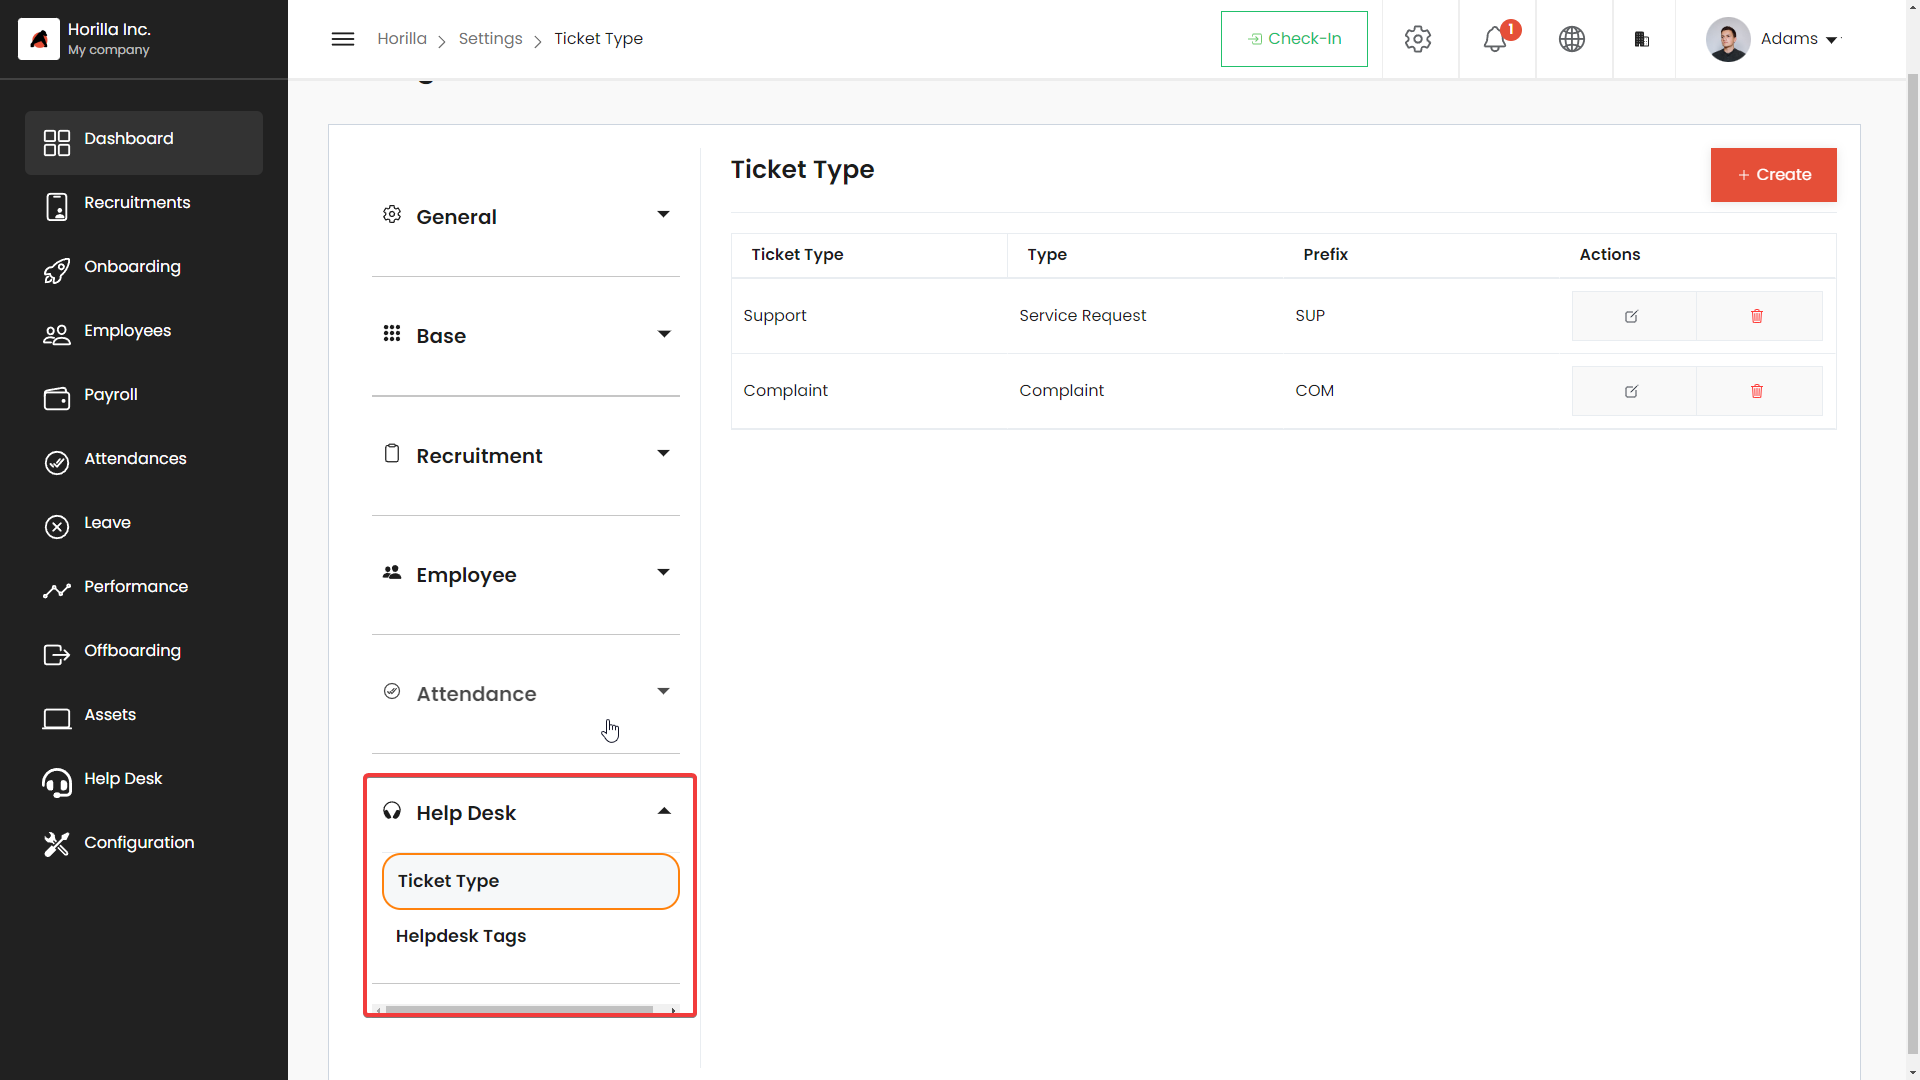 Horilla Inc.
My company
Horilla
Settings
Ticket Type
Check-In
1
Adams
Dashboard
Recruitments
Onboarding
Employees
Payroll
Attendances
Leave
Performance
Offboarding
Assets
Help Desk
Configuration
General
Base
Recruitment
Employee
Attendance
Help Desk
Ticket Type
Helpdesk Tags
Ticket Type
+ Create
Ticket Type Type Prefix Actions
Support Service Request SUP
Complaint Complaint COM